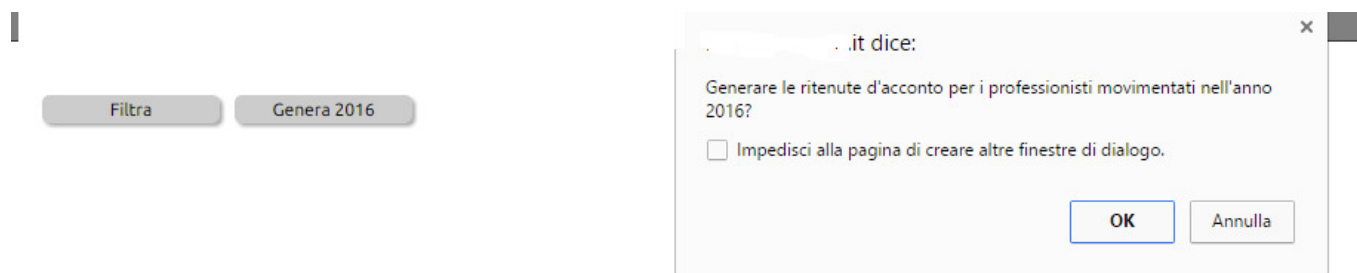 .it dice:
Filtra
Genera 2016
Generare le ritenute d'acconto per i professionisti movimentati nell'anno
2016?
Impedisci alla pagina di creare altre finestre di dialogo.
OK
Annulla